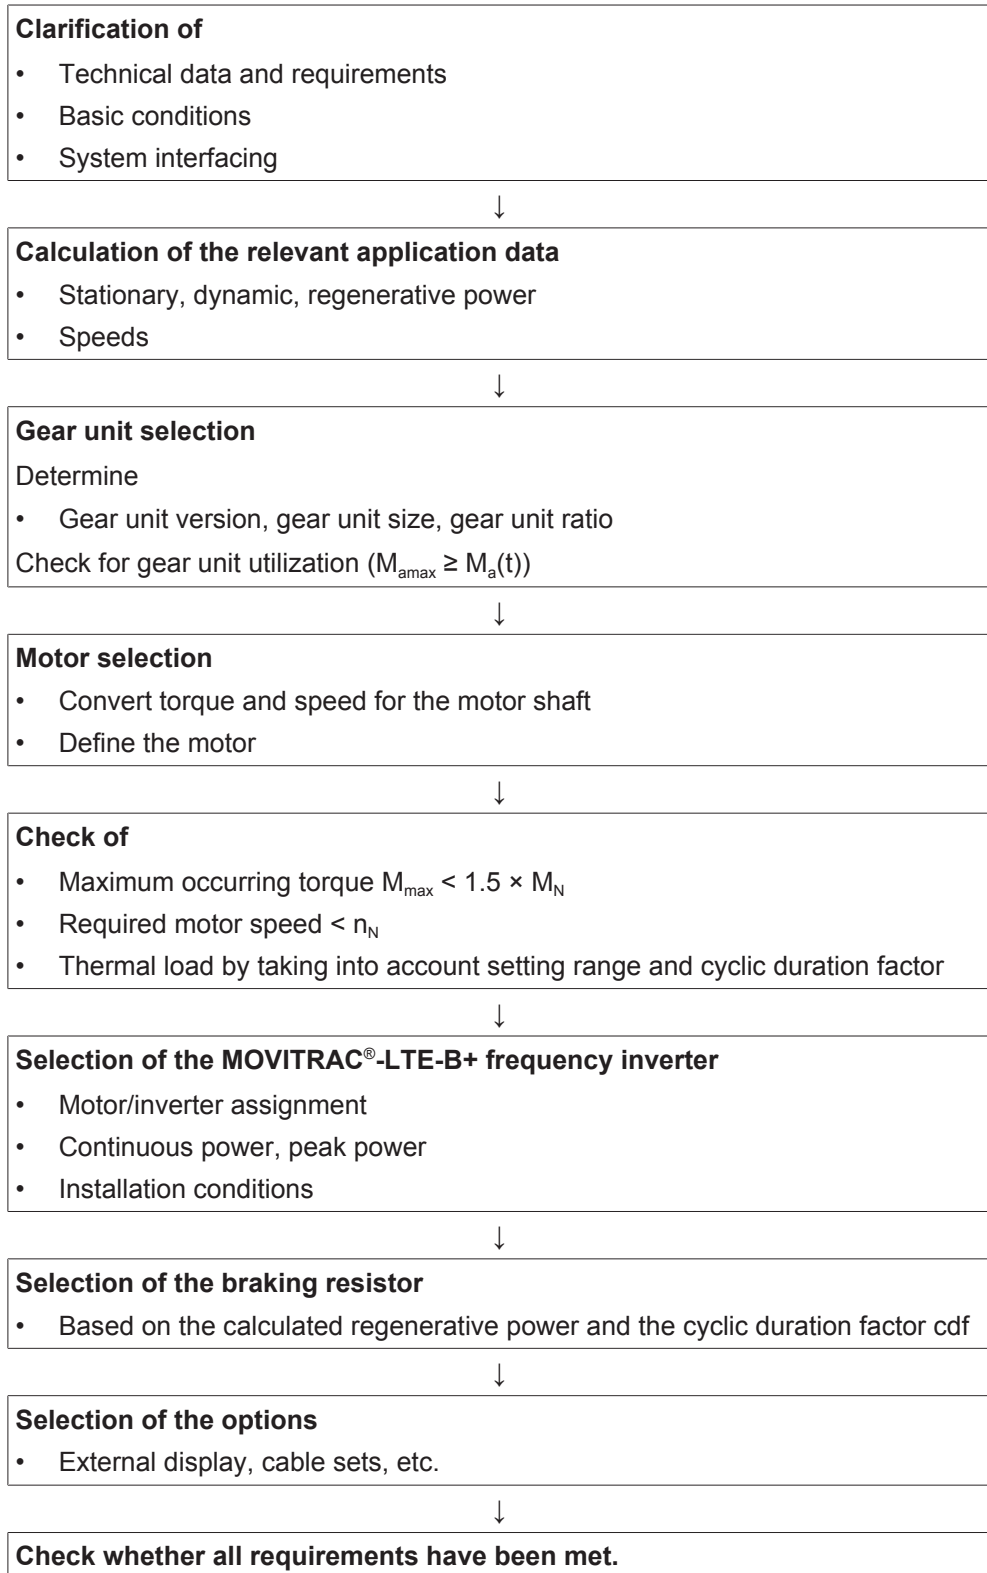 Clarification of
• Technical data and requirements
• Basic conditions
• System interfacing
↓
Calculation of the relevant application data
• Stationary, dynamic, regenerative power
• Speeds
↓
Gear unit selection
Determine
• Gear unit version, gear unit size, gear unit ratio
Check for gear unit utilization (Mamax ≥ Ma(t))
↓
Motor selection
• Convert torque and speed for the motor shaft
• Define the motor
↓
Check of
• Maximum occurring torque Mmax < 1.5 × MN
• Required motor speed < nN
• Thermal load by taking into account setting range and cyclic duration factor
↓
Selection of the MOVITRAC®-LTE-B+ frequency inverter
• Motor/inverter assignment
• Continuous power, peak power
• Installation conditions
↓
Selection of the braking resistor
• Based on the calculated regenerative power and the cyclic duration factor cdf
↓
Selection of the options
• External display, cable sets, etc.
↓
Check whether all requirements have been met.